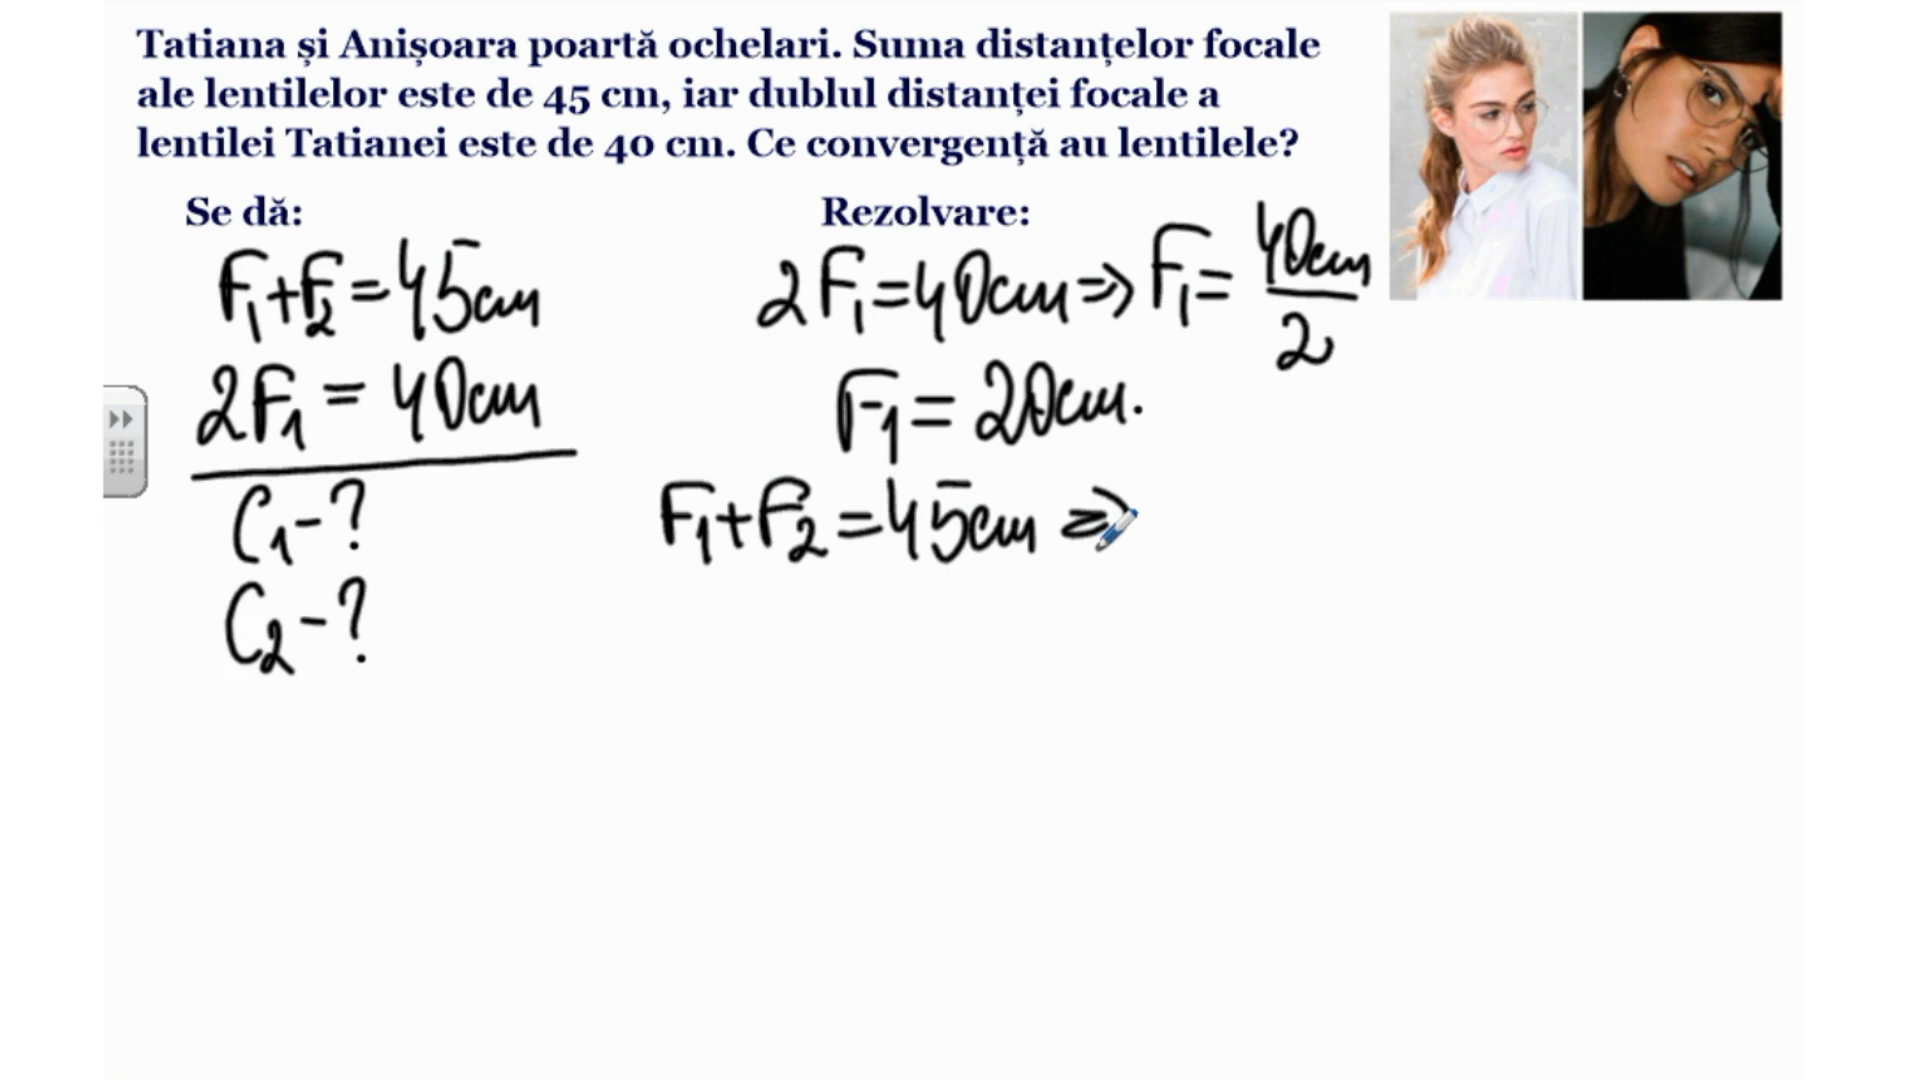 Tatiana și Anișoara poartă ochelari. Suma distanțelor focale
ale lentilelor este de 45 cm, iar dublul distanței focale a
lentilei Tatianei este de 40 cm. Ce convergență au lentilele?
Se dă:
F₁+F₂=45cm
2F₁ = 40cm
C₁-?
C₂-?
Rezolvare:
2F₁=40cm⇒F₁=40cm/2
F₁=20cm.
F₁+F₂=45cm⇒